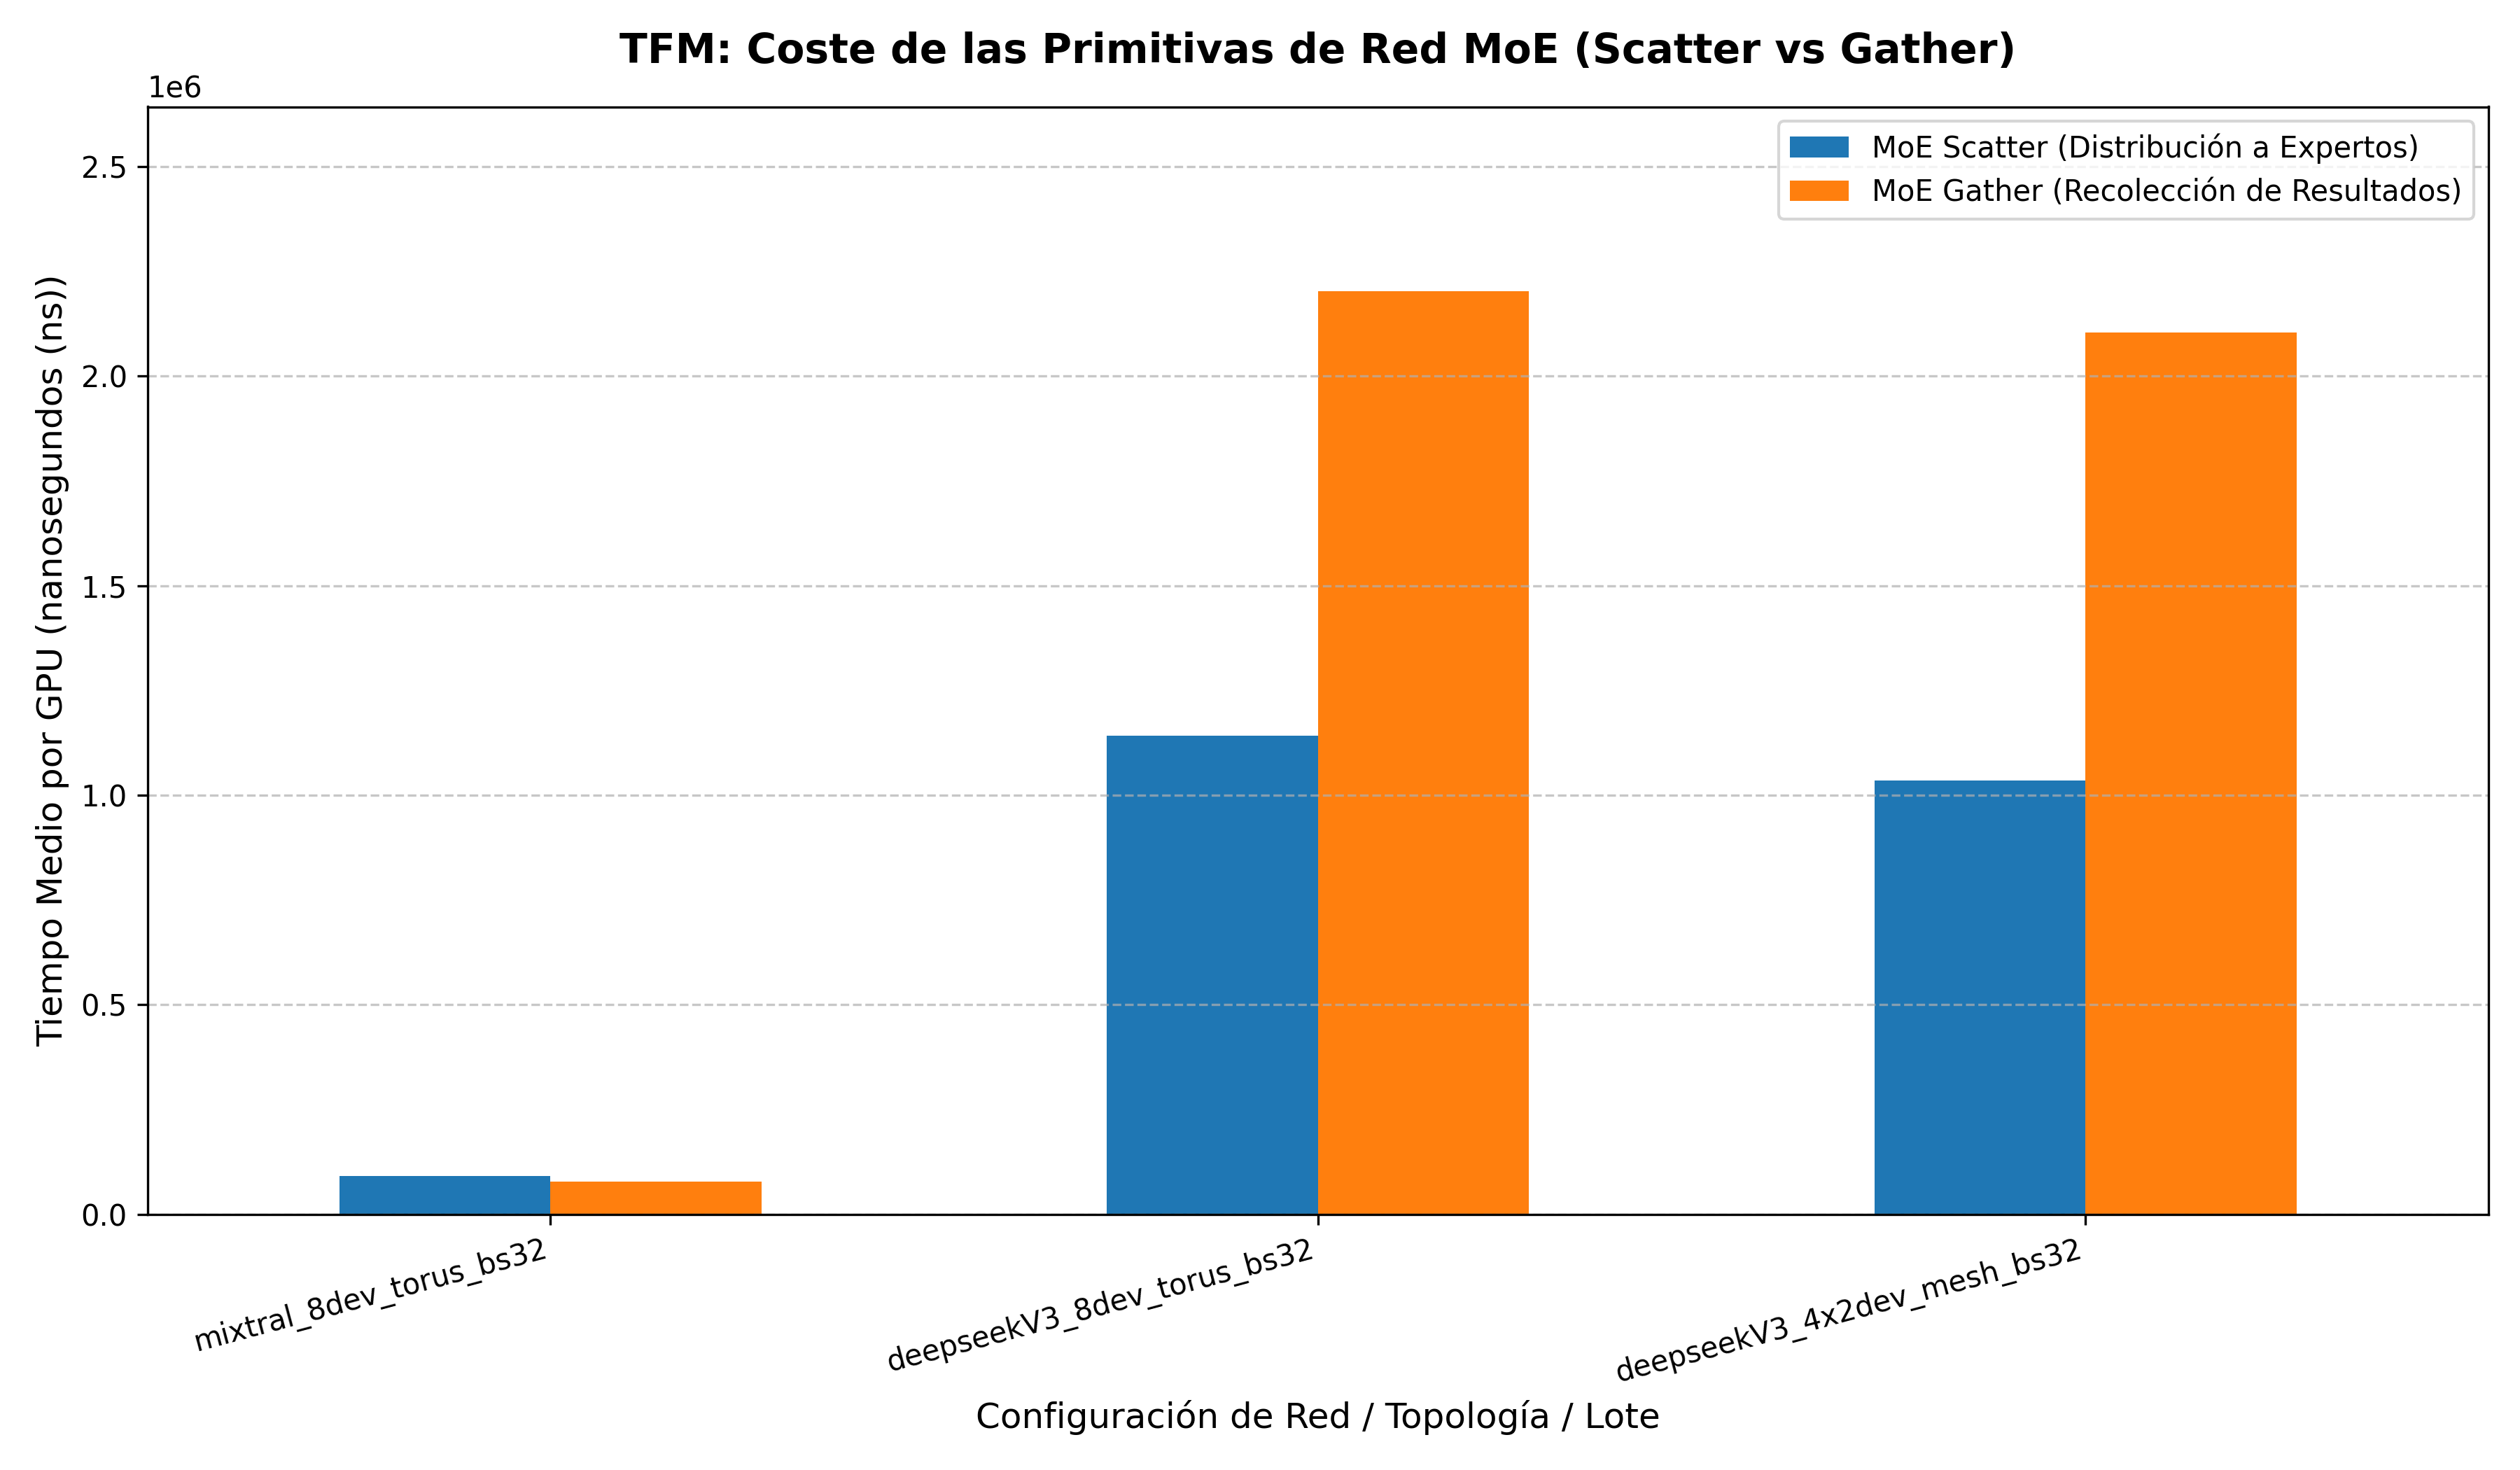 TFM: Coste de las Primitivas de Red MoE (Scatter vs Gather)
1e6
MoE Scatter (Distribución a Expertos)
MoE Gather (Recolección de Resultados)
Tiempo Medio por GPU (nanosegundos (ns))
2.5
2.0
1.5
1.0
0.5
0.0
mixtral_8dev_torus_bs32
deepseekV3_8dev_torus_bs32
deepseekV3_4x2dev_mesh_bs32
Configuración de Red / Topología / Lote